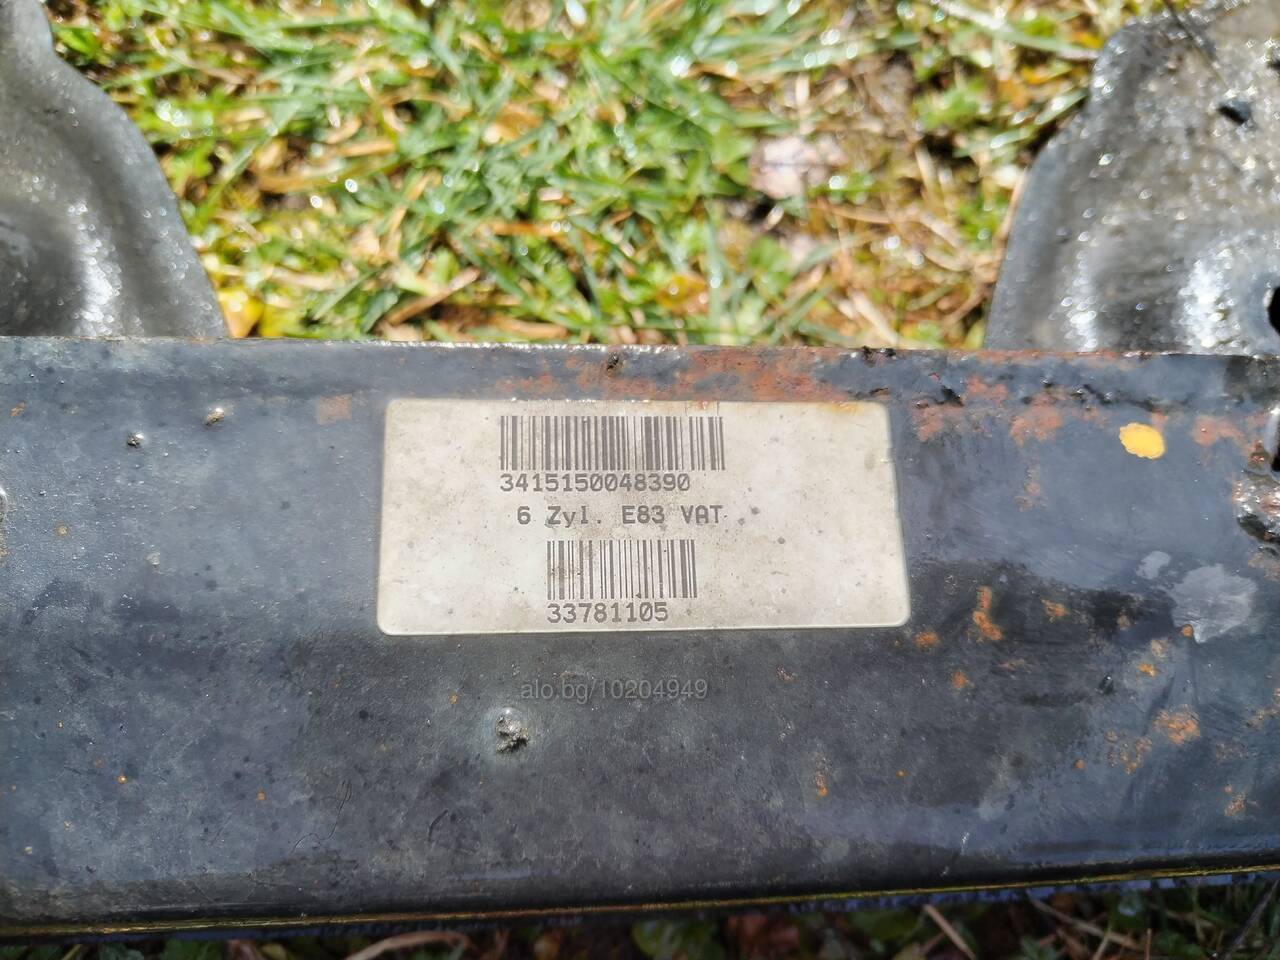 3415150048390
6 Zyl. E83 VAT
33781105
alo.bg/10204949